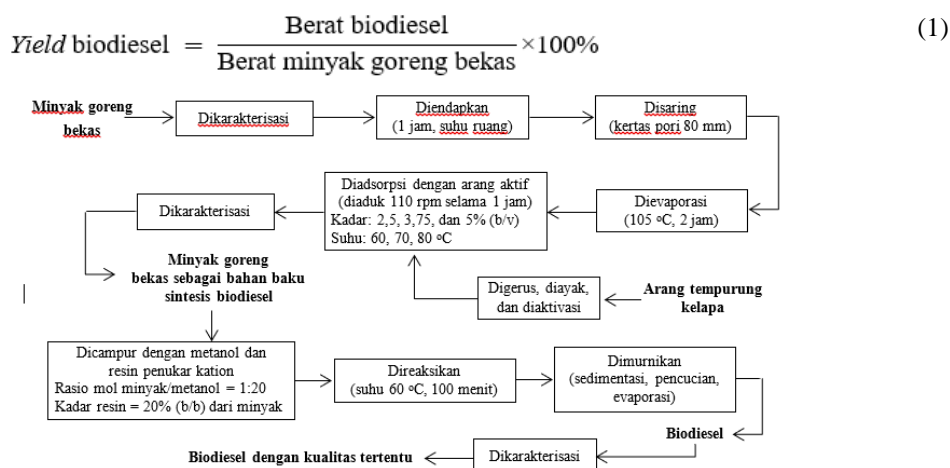 Yield biodiesel = Berat biodiesel / Berat minyak goreng bekas ×100% (1)
Minyak goreng
bekas
Dikarakterisasi
Diendapkan
(1 jam, suhu ruang)
Disaring
(kertas pori 80 mm)
Dievaporasi
(105 °C, 2 jam)
Diadsorpsi dengan arang aktif
(diaduk 110 rpm selama 1 jam)
Kadar: 2,5, 3,75, dan 5% (b/v)
Suhu: 60, 70, 80 °C
Dikarakterisasi
Arang tempurung
kelapa
Digerus, diayak,
dan diaktivasi
Minyak goreng
bekas sebagai bahan baku
sintesis biodiesel
Dicampur dengan metanol dan
resin penukar kation
Rasio mol minyak/metanol = 1:20
Kadar resin = 20% (b/b) dari minyak
Direaksikan
(suhu 60 °C, 100 menit)
Dimurnikan
(sedimentasi, pencucian,
evaporasi)
Biodiesel
Dikarakterisasi
Biodiesel dengan kualitas tertentu